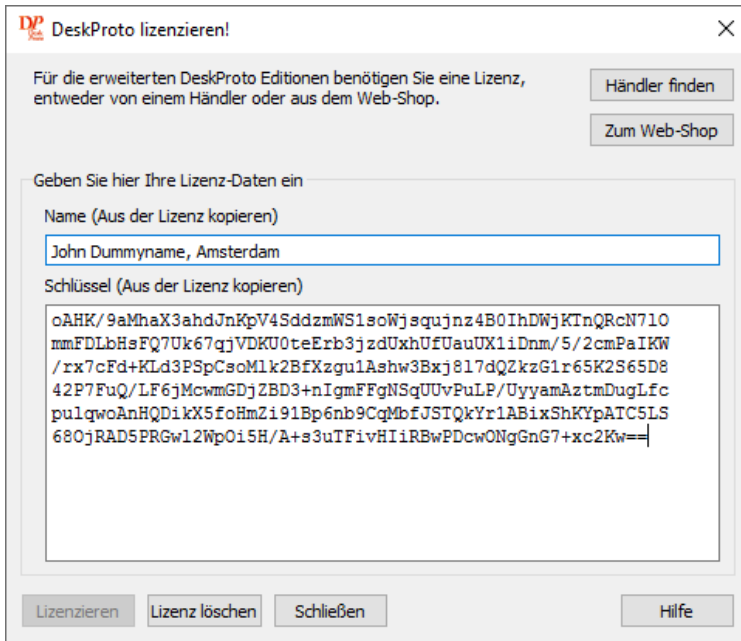 DP Desk Proto DeskProto lizenzieren!
Für die erweiterten DeskProto Editionen benötigen Sie eine Lizenz,
entweder von einem Händler oder aus dem Web-Shop.
Händler finden
Zum Web-Shop
Geben Sie hier Ihre Lizenz-Daten ein
Name (Aus der Lizenz kopieren)
John Dummyname, Amsterdam
Schlüssel (Aus der Lizenz kopieren)
oAHK/9aMhaX3ahdJnKpV4SddzmWS1soWjsqujnz4B0IhDWjKTnQRcN7lO
mmFDLbHsFQ7Uk67qjVDKU0teErb3jzdUxhUfUauUX1iDnm/5/2cmPaIKW
/rx7cFd+KLd3PSpCsoMlk2BfXzgu1Ashw3Bxj8l7dQZkzG1r65K2S65D8
42P7FuQ/LF6jMcwmGDjZBD3+nIgmFFgNSqUUvPuLP/UyyamAztmDugLfc
pulqwoAnHQDikX5foHmZi91Bp6nb9CqMbfJSTQkYr1ABixShKYpATC5LS
68OjRAD5PRGwl2WpOi5H/A+s3uTFivHIiRBwPDcwONgGnG7+xc2Kw==
Lizenzieren
Lizenz löschen
Schließen
Hilfe